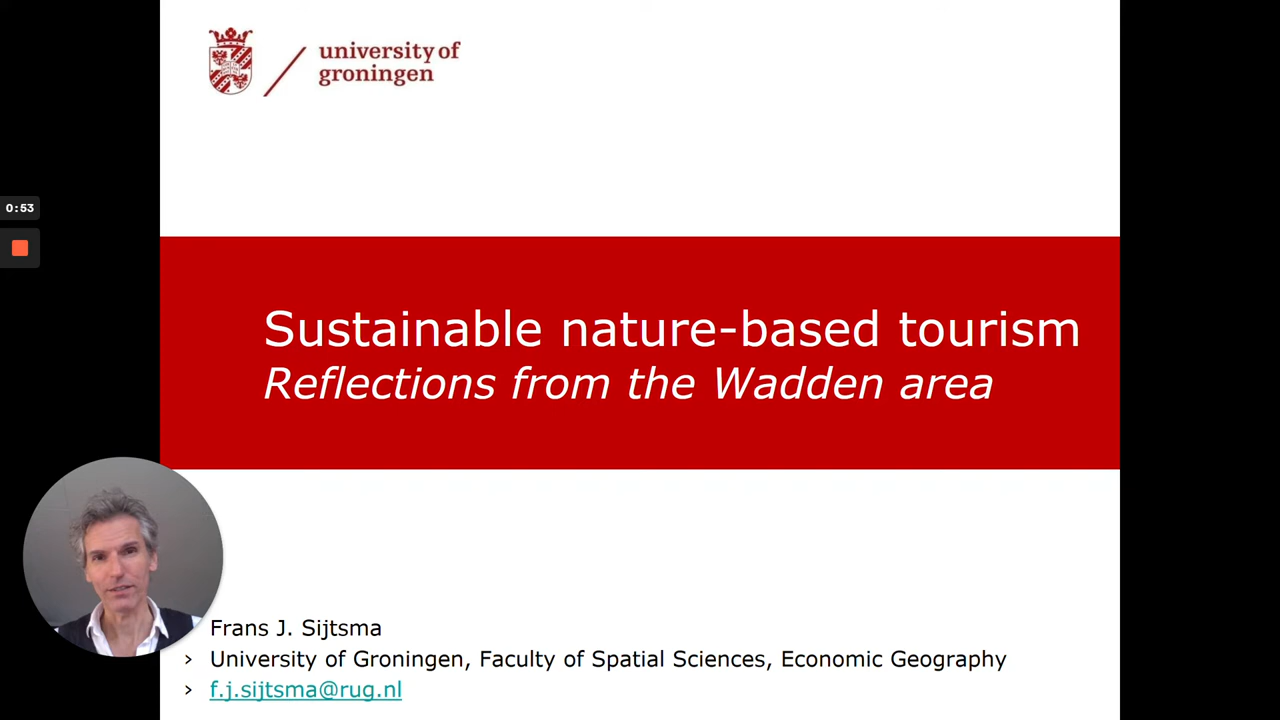 university of
groningen
0:53
Sustainable nature-based tourism
Reflections from the Wadden area
Frans J. Sijtsma
› University of Groningen, Faculty of Spatial Sciences, Economic Geography
› f.j.sijtsma@rug.nl